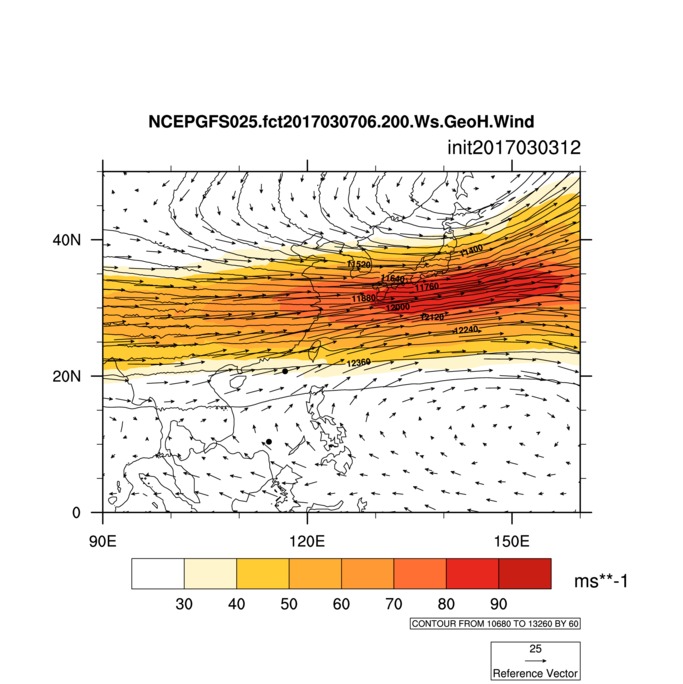 NCEPGFS025.fct2017030706.200.Ws.GeoH.Wind
init2017030312
40N
20N
0
11400
11520
11640
11760
11880
12000
12120
12240
12360
90E 120E 150E
ms**-1
30 40 50 60 70 80 90
CONTOUR FROM 10680 TO 13260 BY 60
25
Reference Vector